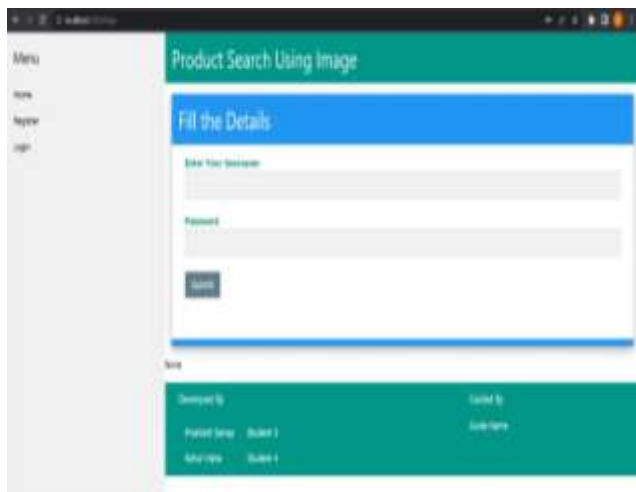 Menu
Product Search Using Image
Home
Register
Login
Fill the Details
Enter Your Username
Password
Submit
None
Developed By
Guided By
Student 3
Guide Name
Student 4